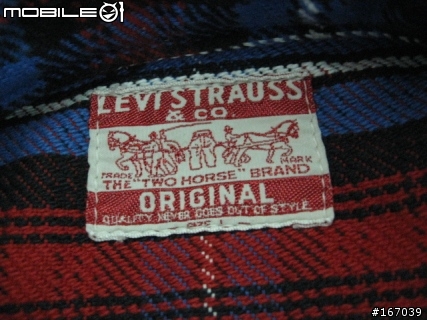 MOBILE01
LEVI STRAUSS
& CO
TRADE MARK
THE "TWO HORSE" BRAND
ORIGINAL
QUALITY NEVER GOES OUT OF STYLE
#167039